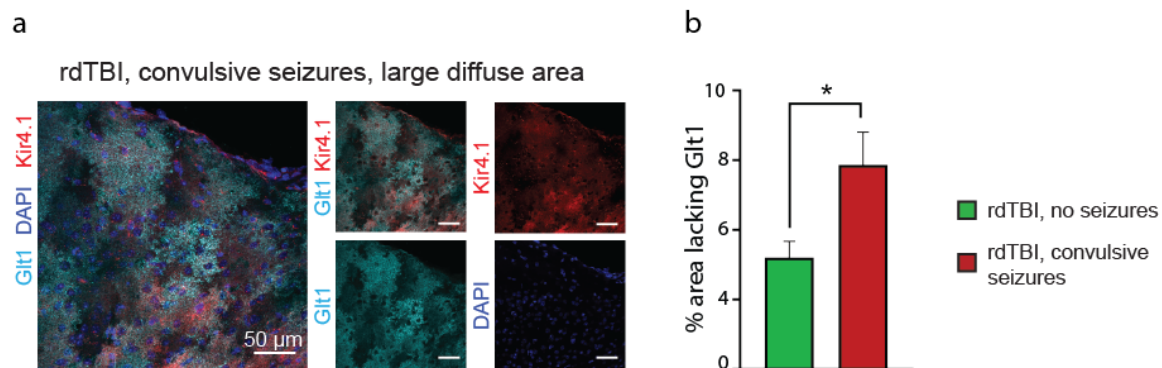 a
rdTBI, convulsive seizures, large diffuse area
Glt1 DAPI Kir4.1
50 µm
Glt1 Kir4.1
Kir4.1
Glt1
DAPI
b
% area lacking Glt1
10
8
6
4
0
*
rdTBI, no seizures
rdTBI, convulsive
seizures